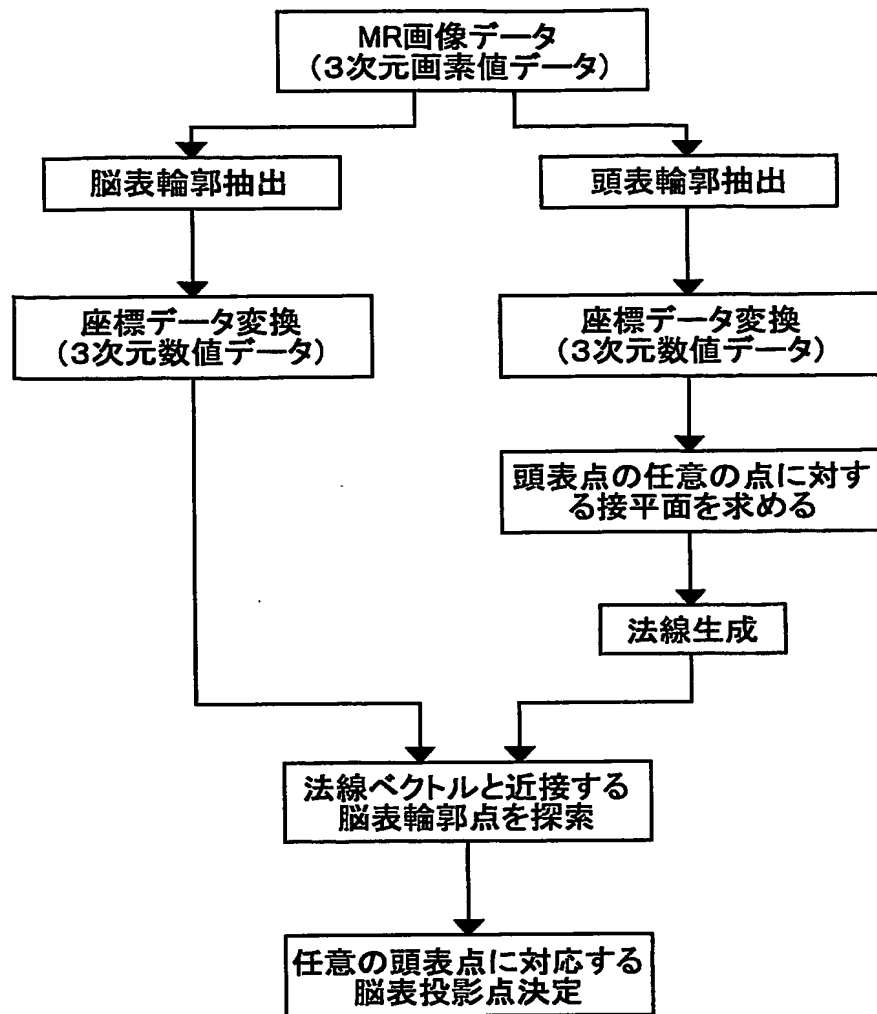 MR画像データ
(3次元画素値データ)
脳表輪郭抽出
頭表輪郭抽出
座標データ変換
(3次元数値データ)
座標データ変換
(3次元数値データ)
頭表点の任意の点に対す
る接平面を求める
法線生成
法線ベクトルと近接する
脳表輪郭点を探索
任意の頭表点に対応する
脳表投影点決定